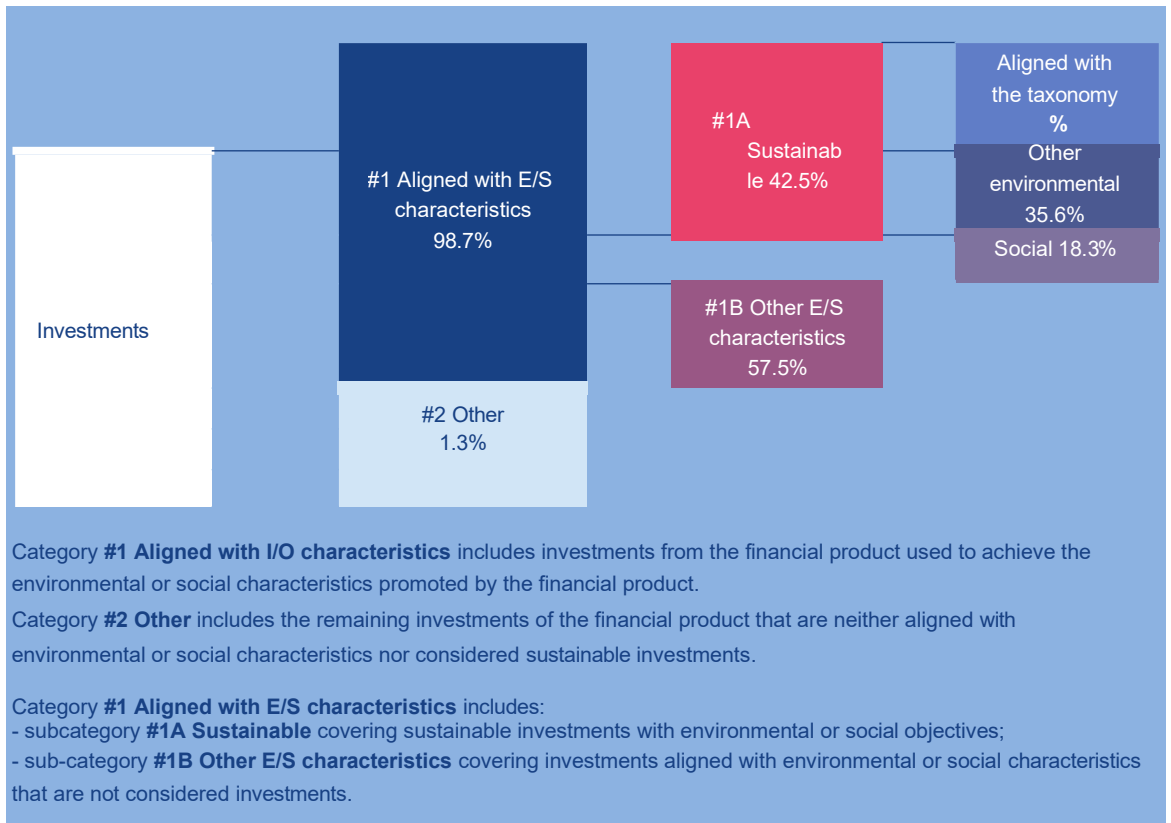 Investments
#1 Aligned with E/S
characteristics
98.7%
#2 Other
1.3%
#1A
Sustainab
le 42.5%
#1B Other E/S
characteristics
57.5%
Aligned with
the taxonomy
%
Other
environmental
35.6%
Social 18.3%
Category #1 Aligned with I/O characteristics includes investments from the financial product used to achieve the
environmental or social characteristics promoted by the financial product.
Category #2 Other includes the remaining investments of the financial product that are neither aligned with
environmental or social characteristics nor considered sustainable investments.
Category #1 Aligned with E/S characteristics includes:
- subcategory #1A Sustainable covering sustainable investments with environmental or social objectives;
- sub-category #1B Other E/S characteristics covering investments aligned with environmental or social characteristics
that are not considered investments.